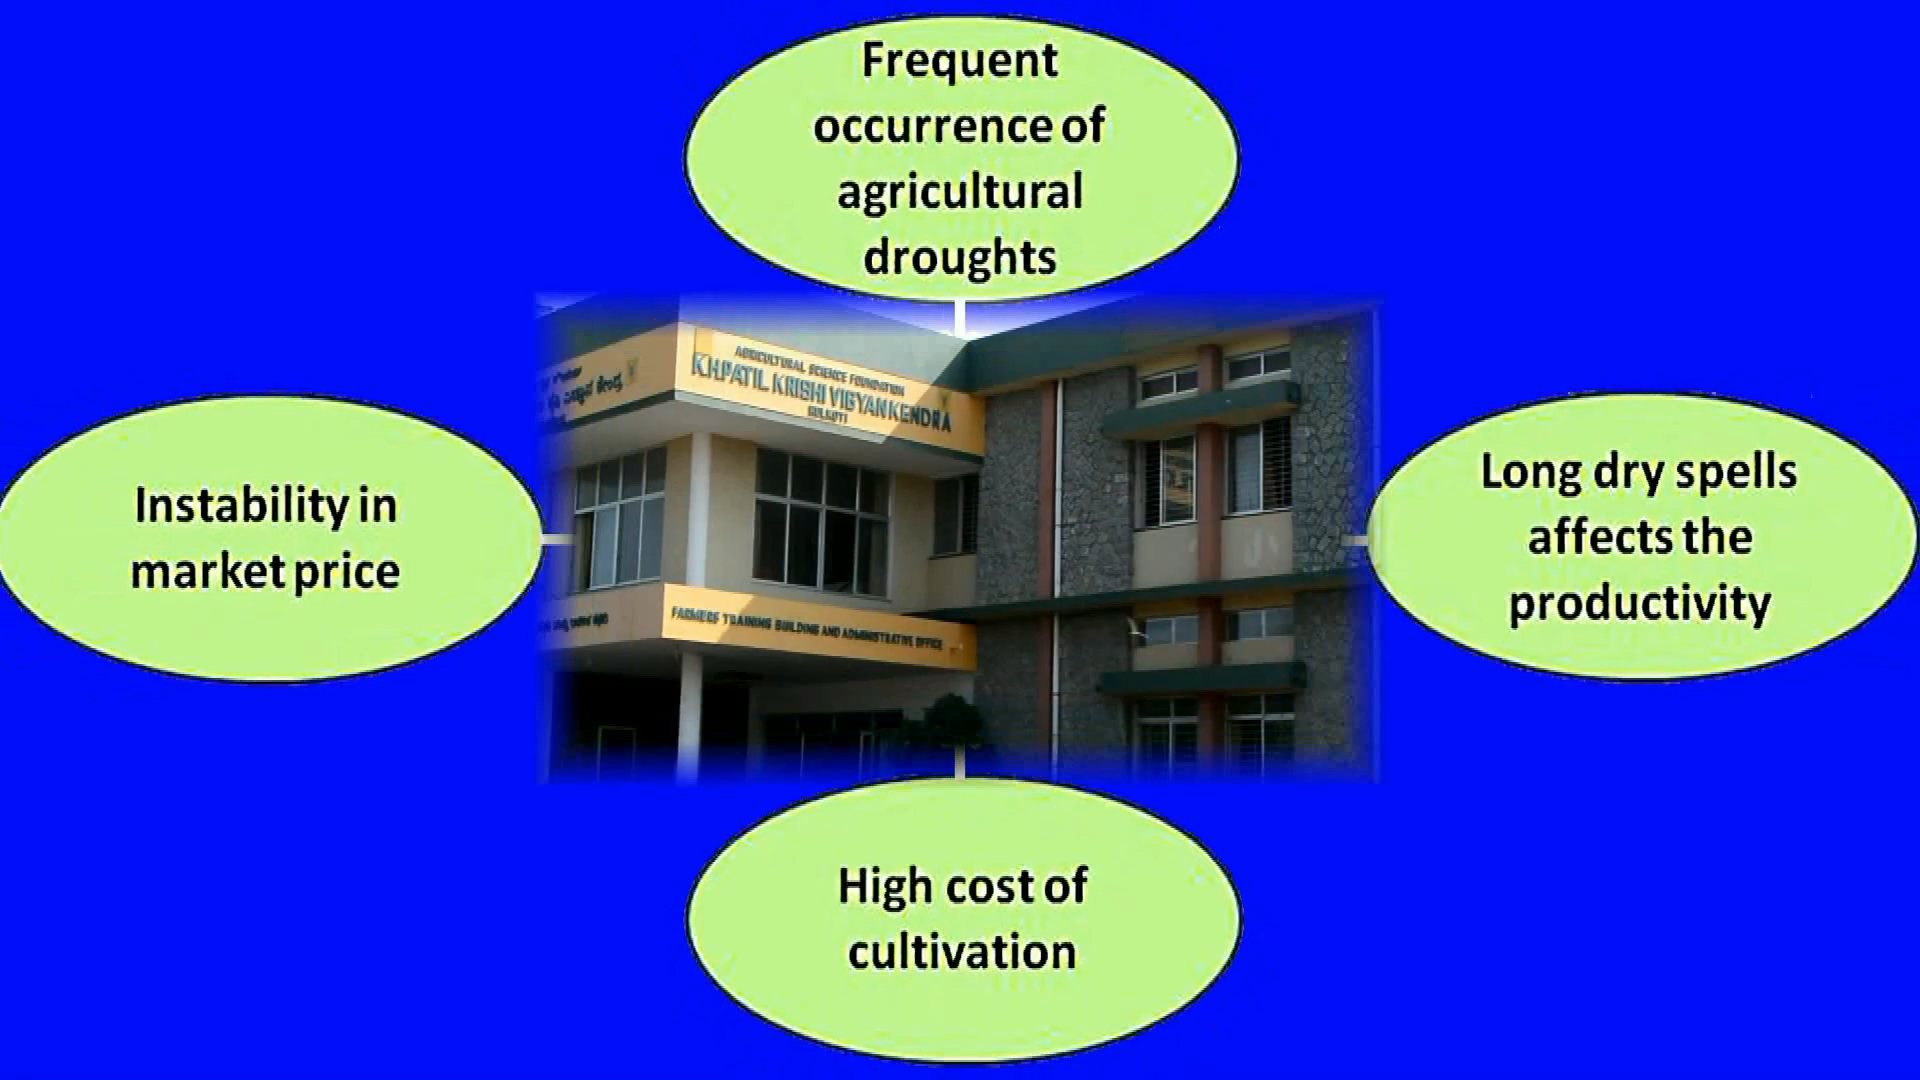 Frequent
occurrence of
agricultural
droughts
AGRICULTURAL SCIENCE FOUNDATION
K.H.PATIL KRISHI VIGYAN KENDRA
HULKOTI
Instability in
market price
Long dry spells
affects the
productivity
FARMERS TRAINING BUILDING AND ADMINISTRATIVE OFFICE
High cost of
cultivation